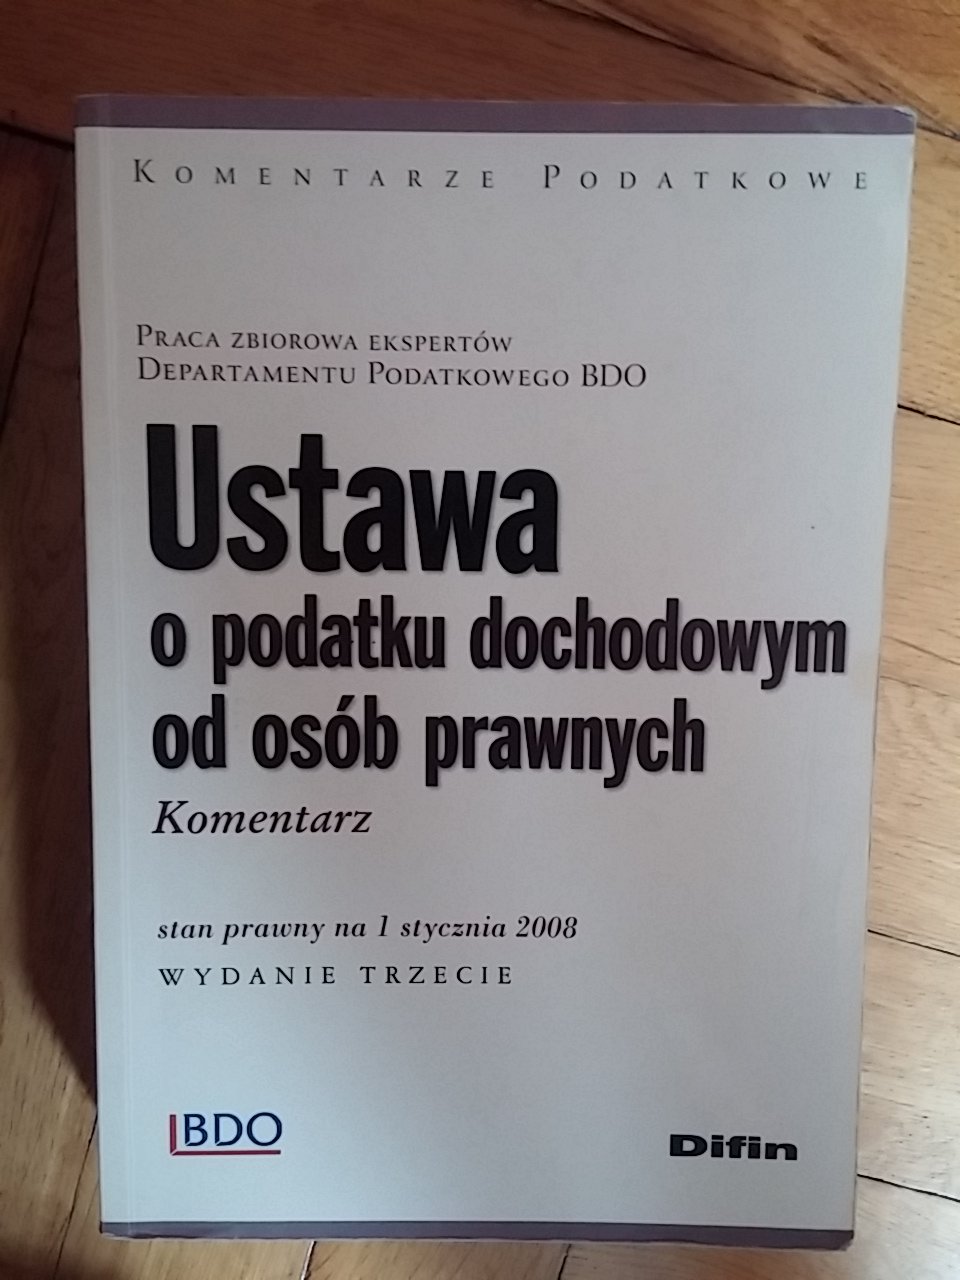 KOMENTARZE PODATKOWE
PRACA ZBIOROWA EKSPERTÓW
DEPARTAMENTU PODATKOWEGO BDO
Ustawa
o podatku dochodowym
od osób prawnych
Komentarz
stan prawny na 1 stycznia 2008
WYDANIE TRZECIE
BDO
Difin